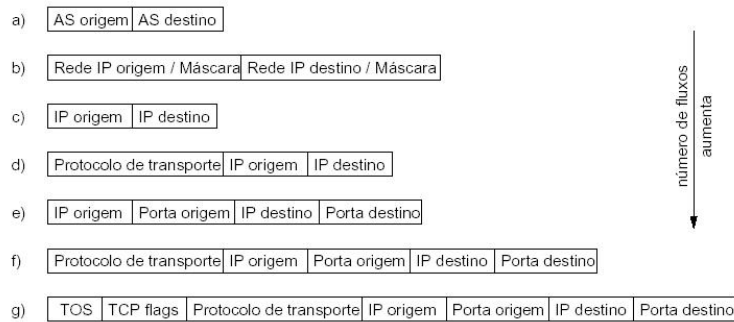 a) AS origem AS destino
b) Rede IP origem / Máscara Rede IP destino / Máscara
c) IP origem IP destino
d) Protocolo de transporte IP origem IP destino
e) IP origem Porta origem IP destino Porta destino
f) Protocolo de transporte IP origem Porta origem IP destino Porta destino
g) TOS TCP flags Protocolo de transporte IP origem Porta origem IP destino Porta destino
número de fluxos
aumenta